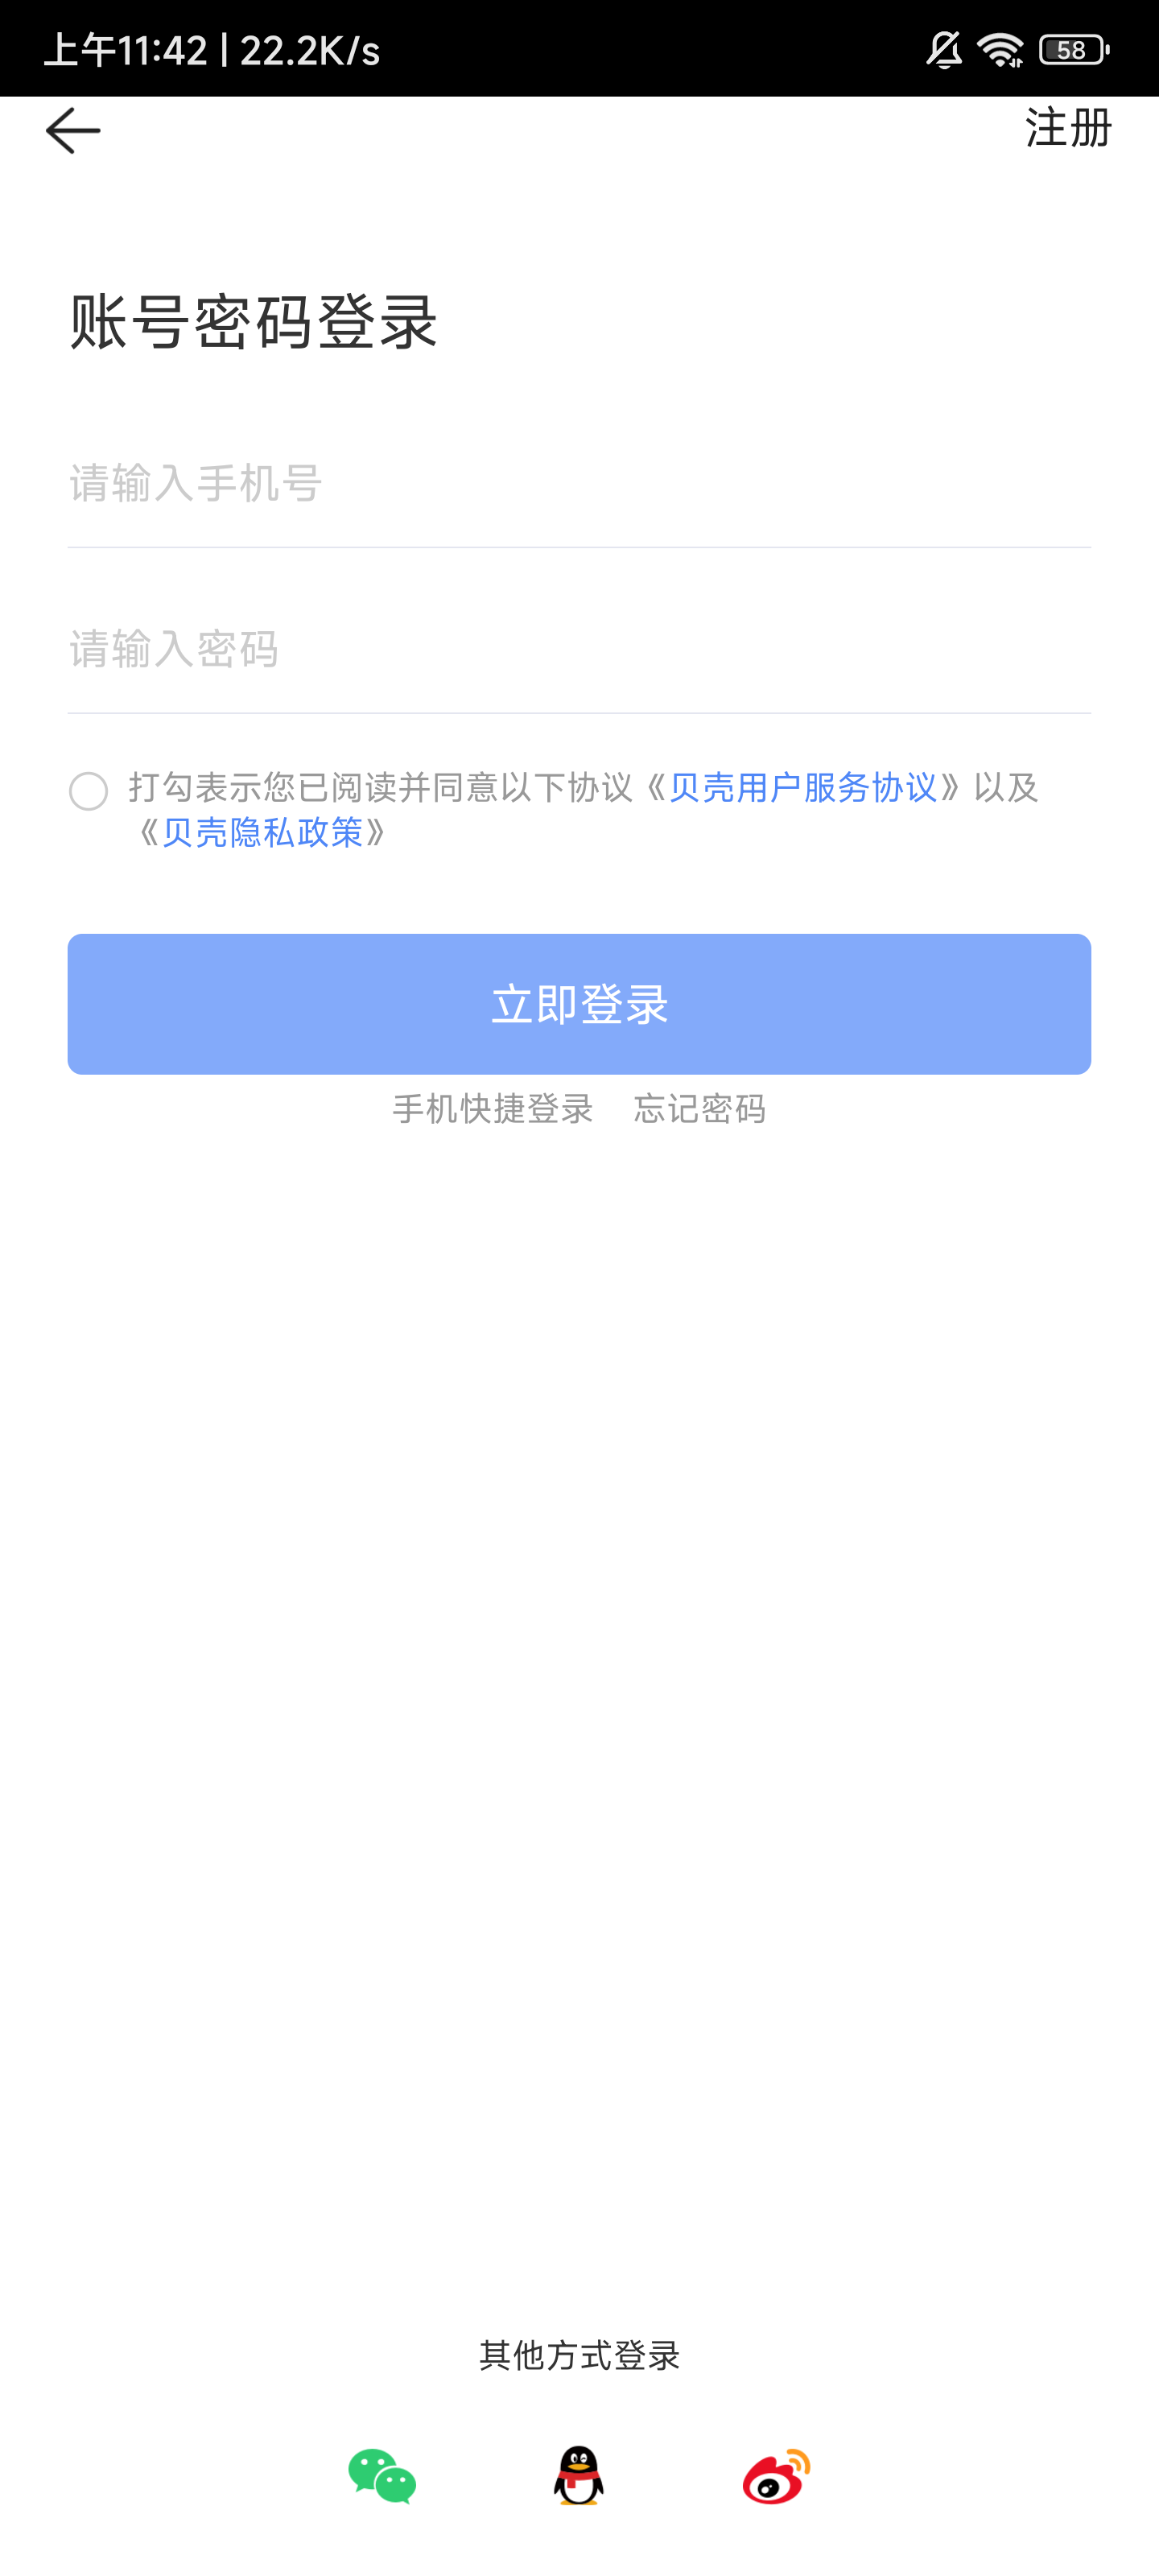 上午11:42 | 22.2K/s
58
注册
账号密码登录
请输入手机号
请输入密码
打勾表示您已阅读并同意以下协议《贝壳用户服务协议》以及
《贝壳隐私政策》
立即登录
手机快捷登录 忘记密码
其他方式登录